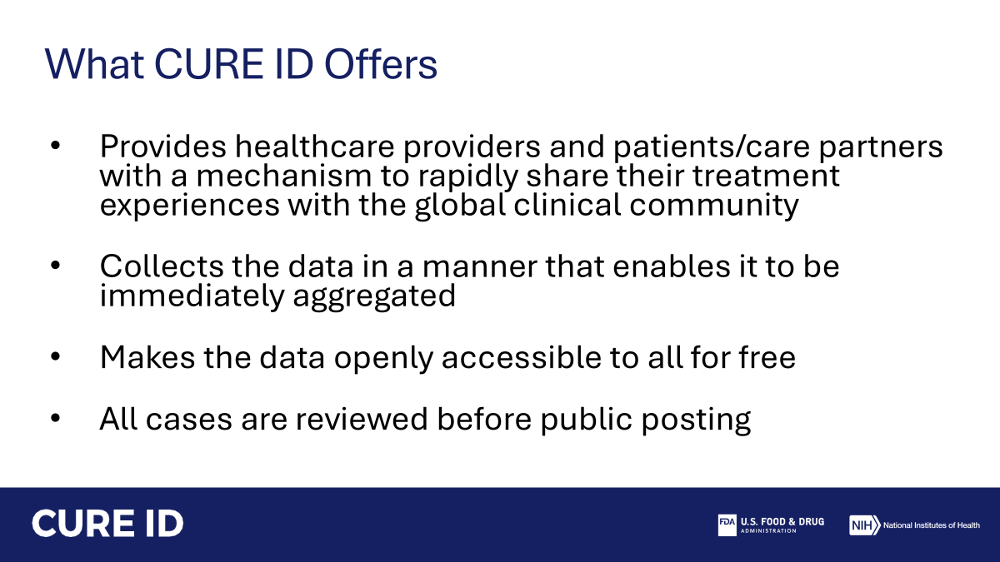 What CURE ID Offers
• Provides healthcare providers and patients/care partners
with a mechanism to rapidly share their treatment
experiences with the global clinical community
• Collects the data in a manner that enables it to be
immediately aggregated
• Makes the data openly accessible to all for free
• All cases are reviewed before public posting
CURE ID
FDA
U.S. FOOD & DRUG
ADMINISTRATION
NIH
National Institutes of Health